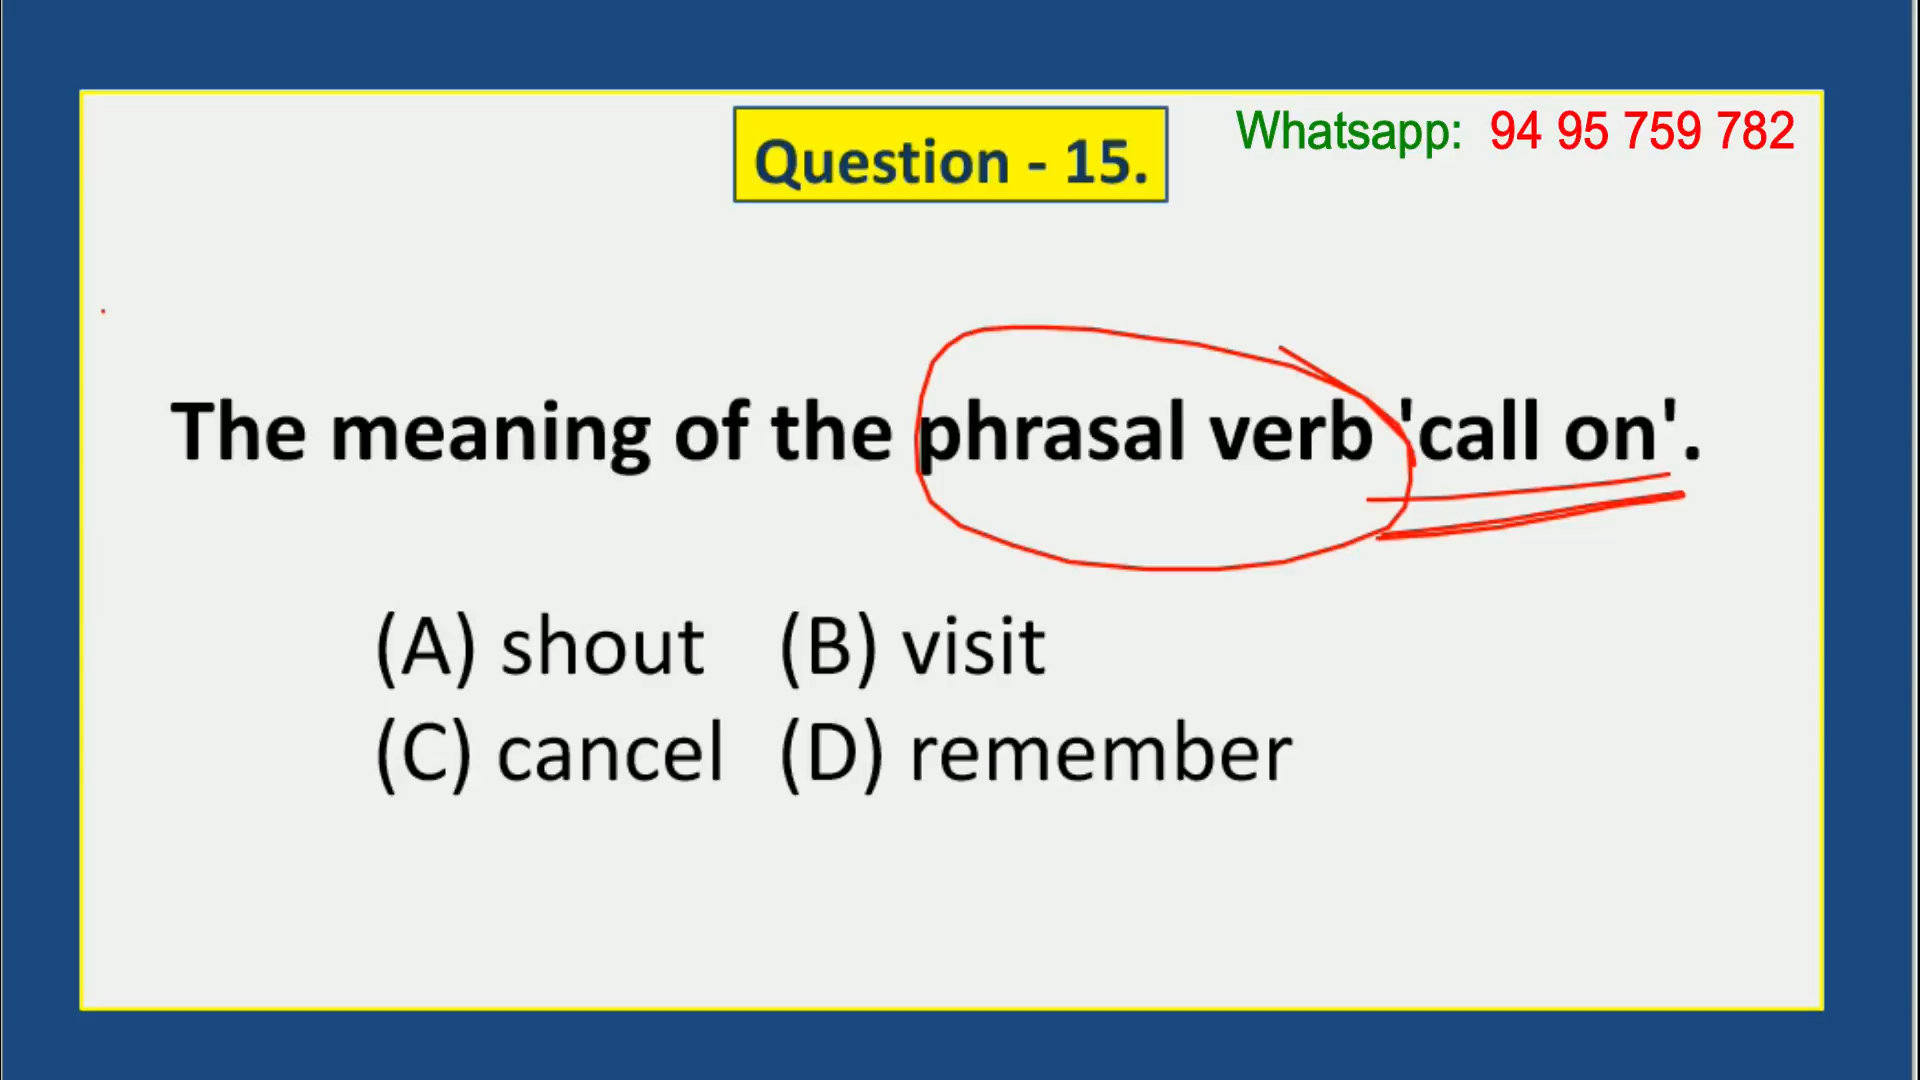 Question - 15.
Whatsapp: 94 95 759 782
The meaning of the phrasal verb 'call on'.
(A) shout (B) visit
(C) cancel (D) remember